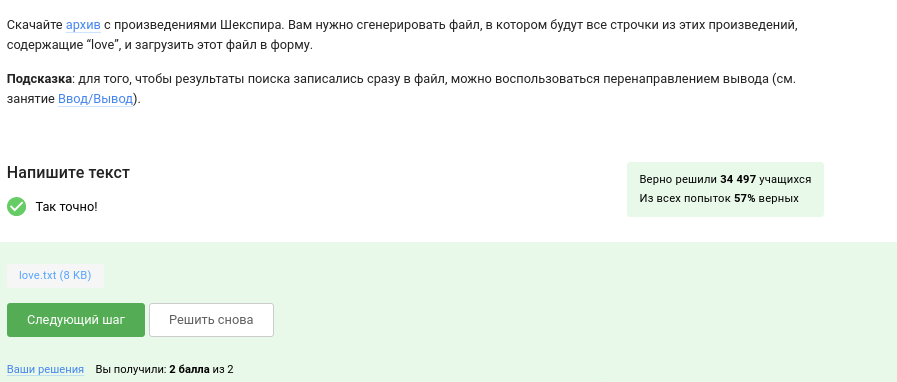 Скачайте архив с произведениями Шекспира. Вам нужно сгенерировать файл, в котором будут все строчки из этих произведений,
содержащие “love”, и загрузить этот файл в форму.
Подсказка: для того, чтобы результаты поиска записались сразу в файл, можно воспользоваться перенаправлением вывода (см.
занятие Ввод/Вывод).
Напишите текст
Верно решили 34 497 учащихся
Из всех попыток 57% верных
Так точно!
love.txt (8 KB)
Следующий шаг
Решить снова
Ваши решения Вы получили: 2 балла из 2